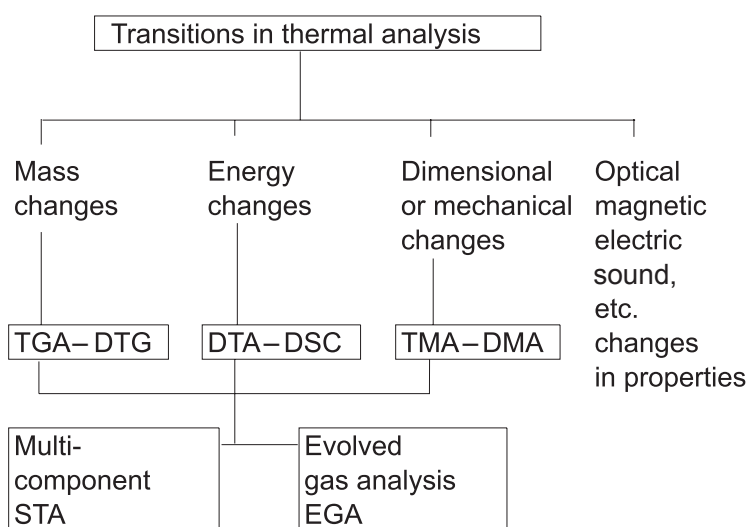 Transitions in thermal analysis
Mass
changes
Energy
changes
Dimensional
or mechanical
changes
Optical
magnetic
electric
sound,
etc.
changes
in properties
TGA–DTG
DTA–DSC
TMA–DMA
Multi-
component
STA
Evolved
gas analysis
EGA